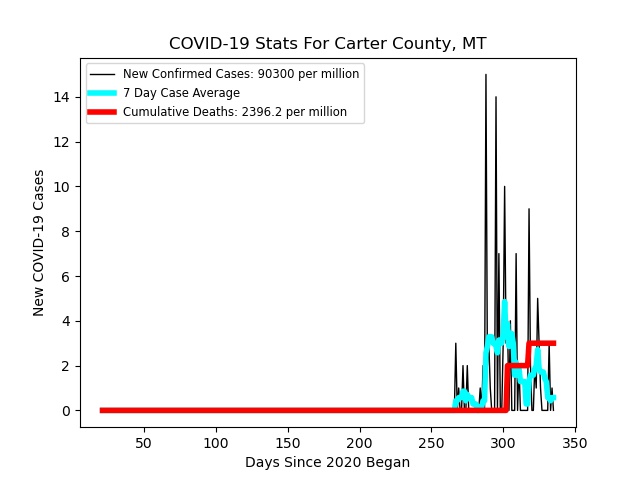 COVID-19 Stats For Carter County, MT
New Confirmed Cases: 90300 per million
7 Day Case Average
Cumulative Deaths: 2396.2 per million
New COVID-19 Cases
14
12
10
8
6
4
2
0
50 100 150 200 250 300 350
Days Since 2020 Began